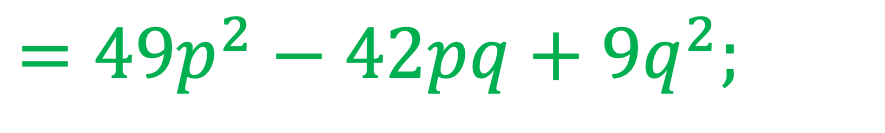 = 49p² − 42pq + 9q²;